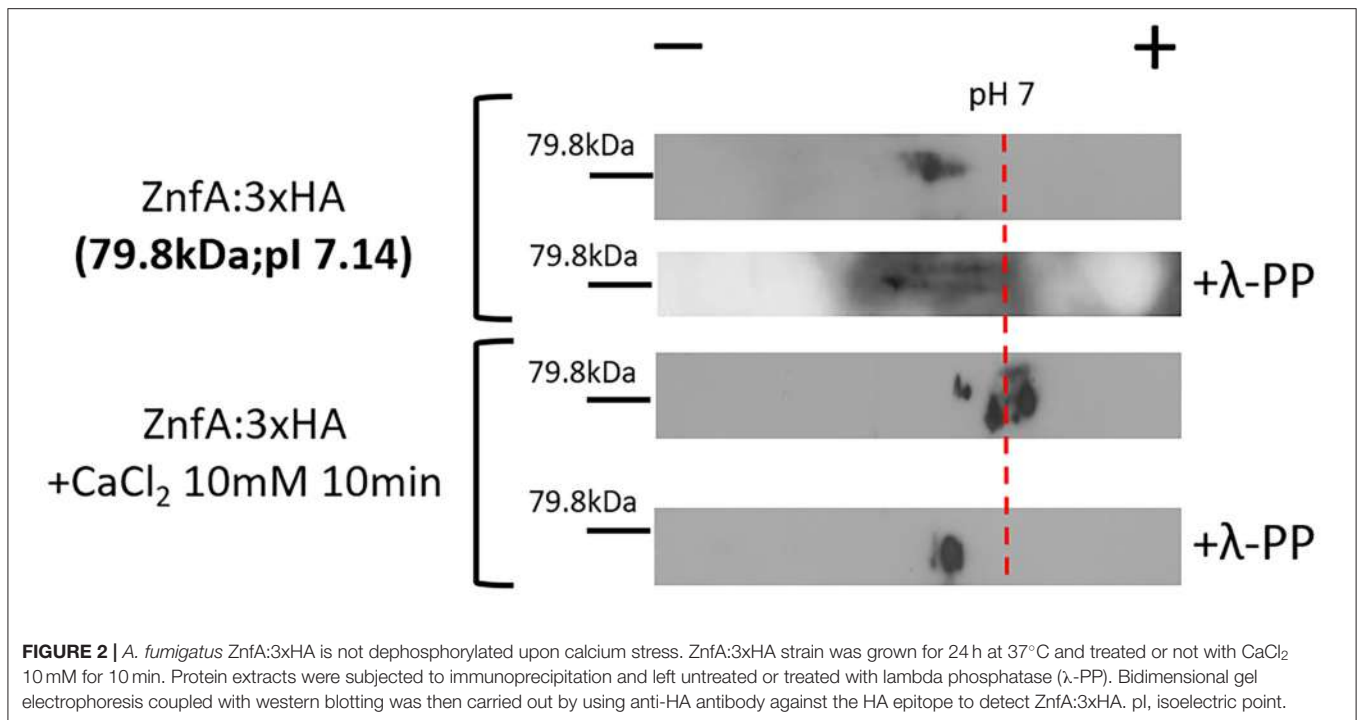 − +
pH 7
79.8kDa
ZnfA:3xHA
(79.8kDa;pI 7.14)
79.8kDa
+λ-PP
79.8kDa
ZnfA:3xHA
+CaCl₂ 10mM 10min
79.8kDa
+λ-PP
FIGURE 2 | A. fumigatus ZnfA:3xHA is not dephosphorylated upon calcium stress. ZnfA:3xHA strain was grown for 24 h at 37°C and treated or not with CaCl₂
10 mM for 10 min. Protein extracts were subjected to immunoprecipitation and left untreated or treated with lambda phosphatase (λ-PP). Bidimensional gel
electrophoresis coupled with western blotting was then carried out by using anti-HA antibody against the HA epitope to detect ZnfA:3xHA. pI, isoelectric point.